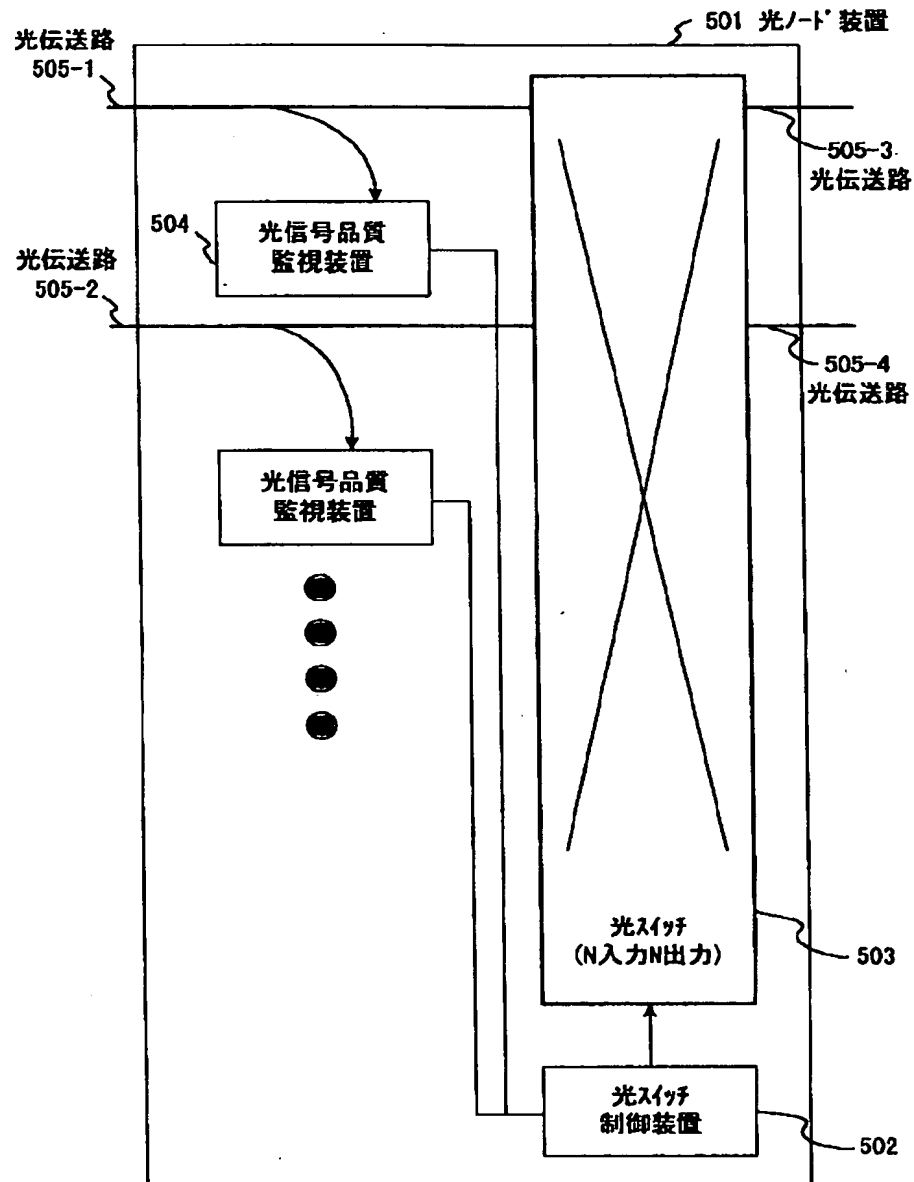 501 光ﾉｰﾄﾞ装置
光伝送路
505-1
505-3
光伝送路
504
光信号品質
監視装置
光伝送路
505-2
505-4
光伝送路
光信号品質
監視装置
光ｽｲｯﾁ
(N入力N出力)
503
光ｽｲｯﾁ
制御装置
502